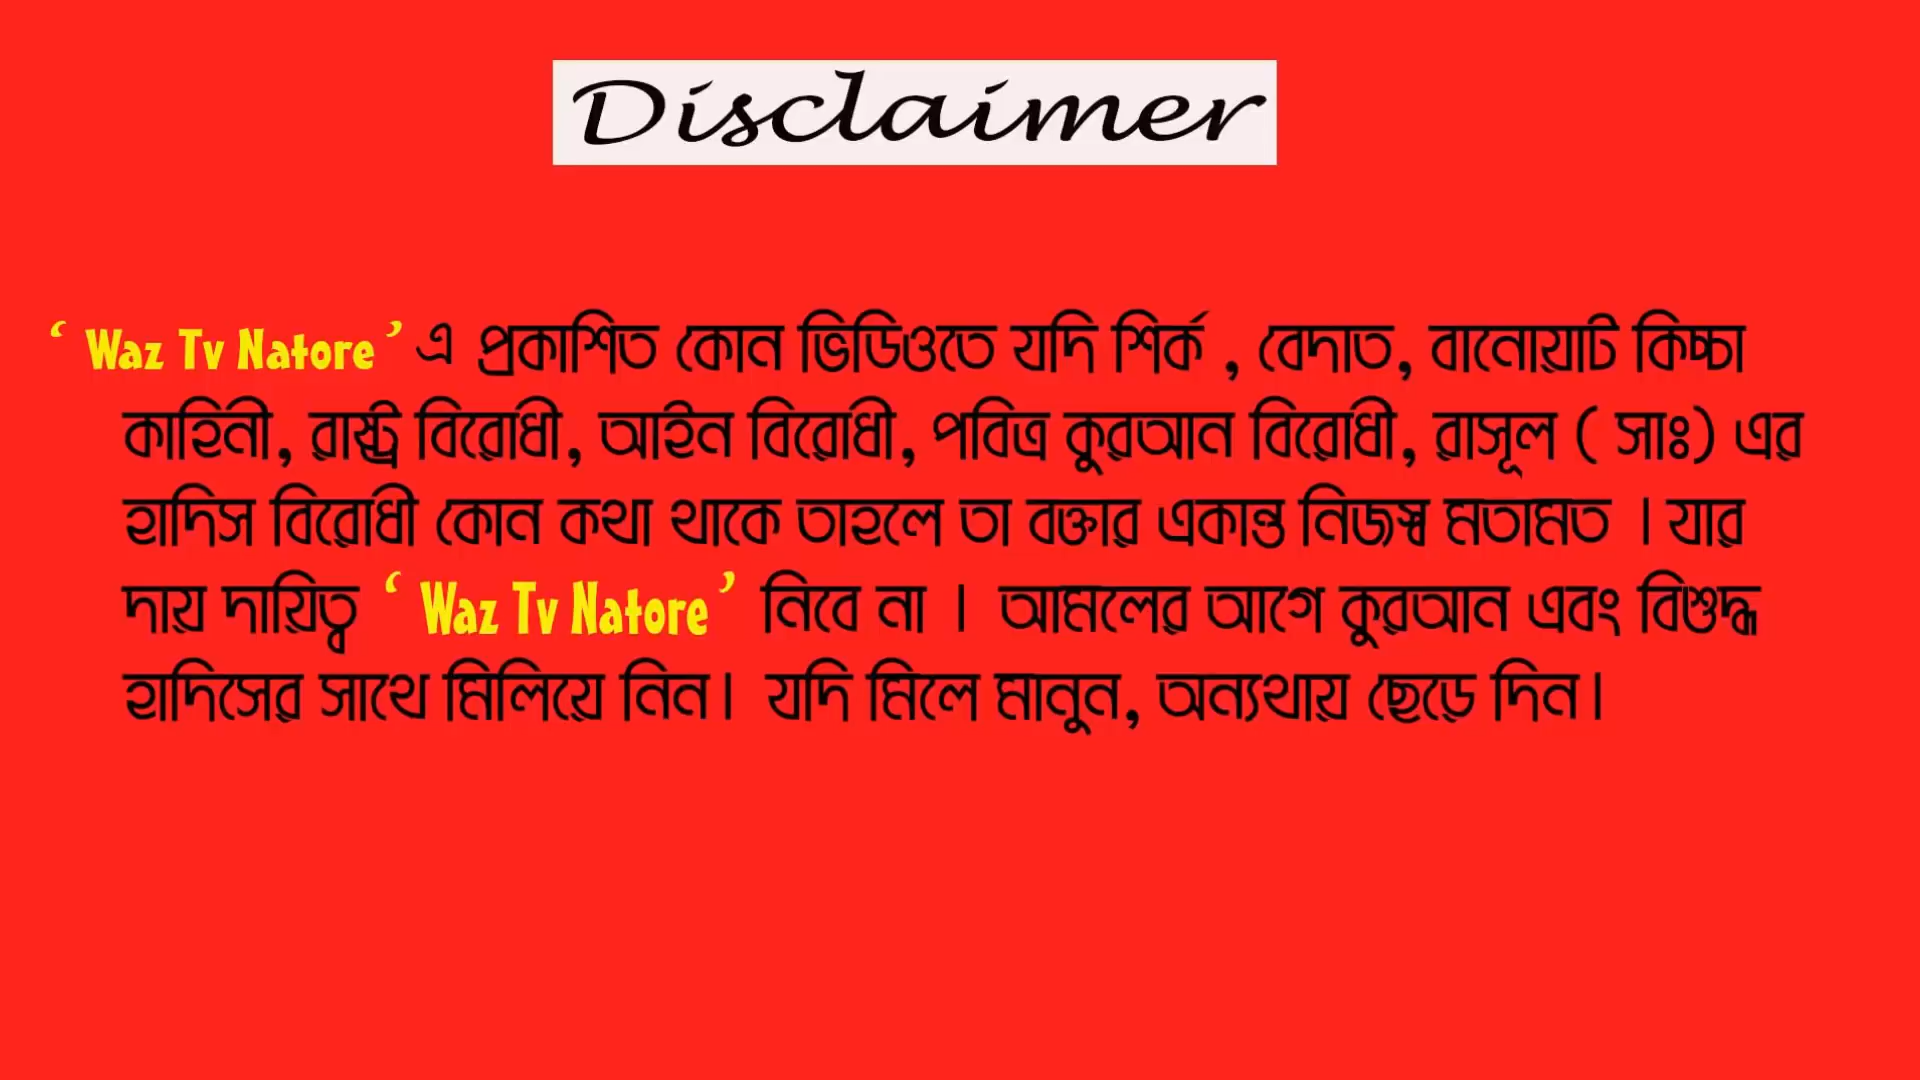 Disclaimer
‘ Waz Tv Natore ’ এ প্রকাশিত কোন ভিডিওতে যদি শির্ক , বেদাত, বানোয়াট কিচ্চা
কাহিনী, রাষ্ট্র বিরোধী, আইন বিরোধী, পবিত্র কুরআন বিরোধী, রাসূল ( সাঃ) এর
হাদিস বিরোধী কোন কথা থাকে তাহলে তা বক্তার একান্ত নিজস্ব মতামত । যার
দায় দায়িত্ব ‘ Waz Tv Natore ’ নিবে না । আমলের আগে কুরআন এবং বিশুদ্ধ
হাদিসের সাথে মিলিয়ে নিন। যদি মিলে মানুন, অন্যথায় ছেড়ে দিন।